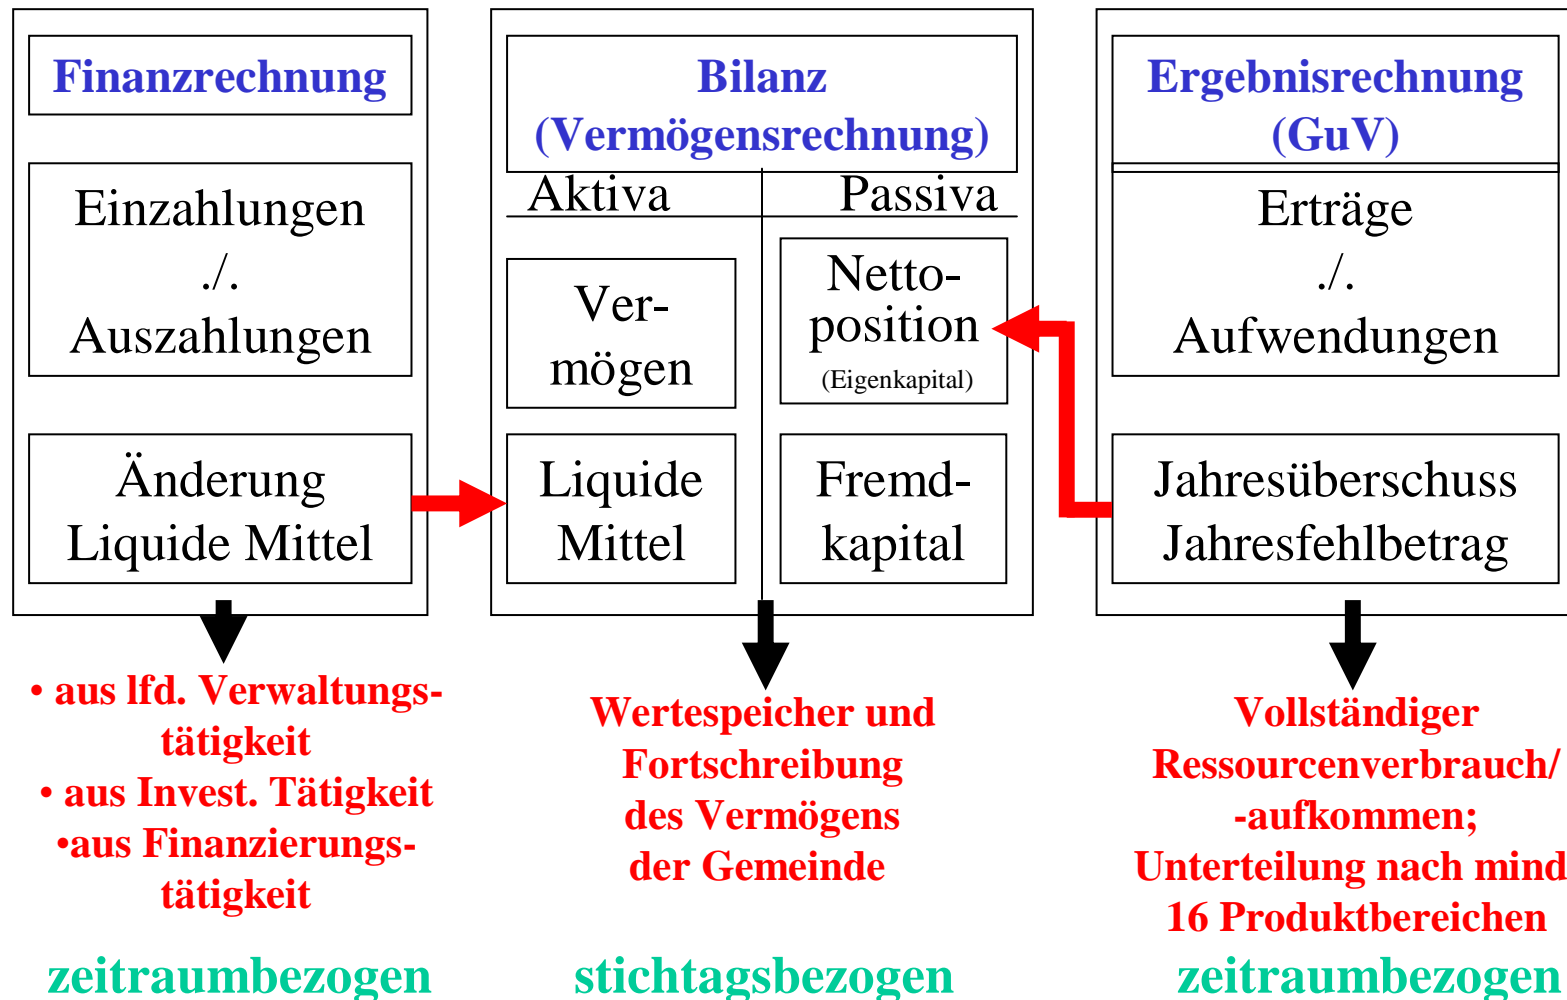 Finanzrechnung
Einzahlungen
./.
Auszahlungen
Änderung
Liquide Mittel
• aus lfd. Verwaltungs-
tätigkeit
• aus Invest. Tätigkeit
•aus Finanzierungs-
tätigkeit
zeitraumbezogen
Bilanz
(Vermögensrechnung)
Aktiva
Passiva
Ver-
mögen
Netto-
position
(Eigenkapital)
Liquide
Mittel
Fremd-
kapital
Wertespeicher und
Fortschreibung
des Vermögens
der Gemeinde
stichtagsbezogen
Ergebnisrechnung
(GuV)
Erträge
./.
Aufwendungen
Jahresüberschuss
Jahresfehlbetrag
Vollständiger
Ressourcenverbrauch/
-aufkommen;
Unterteilung nach mind
16 Produktbereichen
zeitraumbezogen